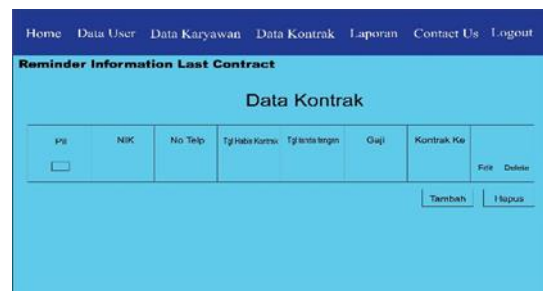 Home Data User Data Karyawan Data Kontrak Laporan Contact Us Logout
Reminder Information Last Contract
Data Kontrak
Pil NIK No Telp Tgl Habis Kontrak Tgl tanda tangan Gaji Kontrak Ke
Edit Delete
Tambah Hapus